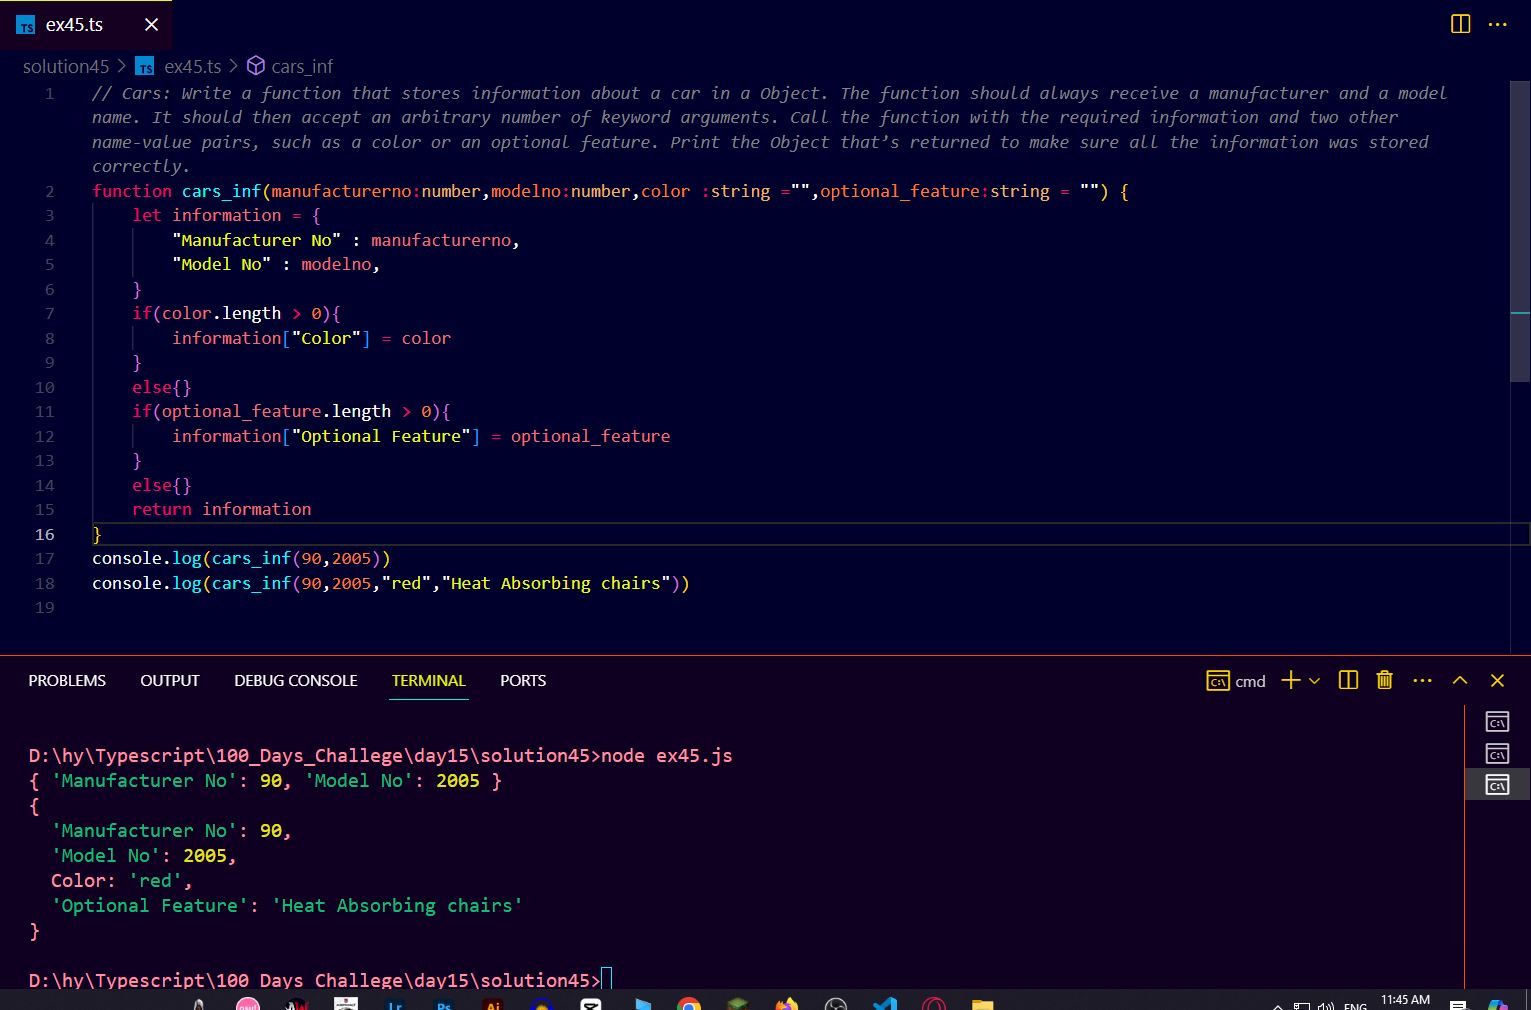 ex45.ts
solution45 > ex45.ts > cars_inf
1 // Cars: Write a function that stores information about a car in a Object. The function should always receive a manufacturer and a model
name. It should then accept an arbitrary number of keyword arguments. Call the function with the required information and two other
name-value pairs, such as a color or an optional feature. Print the Object that’s returned to make sure all the information was stored
correctly.
2 function cars_inf(manufacturerno:number,modelno:number,color :string ="",optional_feature:string = "") {
3 let information = {
4 "Manufacturer No" : manufacturerno,
5 "Model No" : modelno,
6 }
7 if(color.length > 0){
8 information["Color"] = color
9 }
10 else{}
11 if(optional_feature.length > 0){
12 information["Optional Feature"] = optional_feature
13 }
14 else{}
15 return information
16 }
17 console.log(cars_inf(90,2005))
18 console.log(cars_inf(90,2005,"red","Heat Absorbing chairs"))
19
PROBLEMS OUTPUT DEBUG CONSOLE TERMINAL PORTS cmd
D:\hy\Typescript\100_Days_Challege\day15\solution45>node ex45.js
{ 'Manufacturer No': 90, 'Model No': 2005 }
{
'Manufacturer No': 90,
'Model No': 2005,
Color: 'red',
'Optional Feature': 'Heat Absorbing chairs'
}
D:\hy\Typescript\100_Days_Challege\day15\solution45>
ENG 11:45 AM